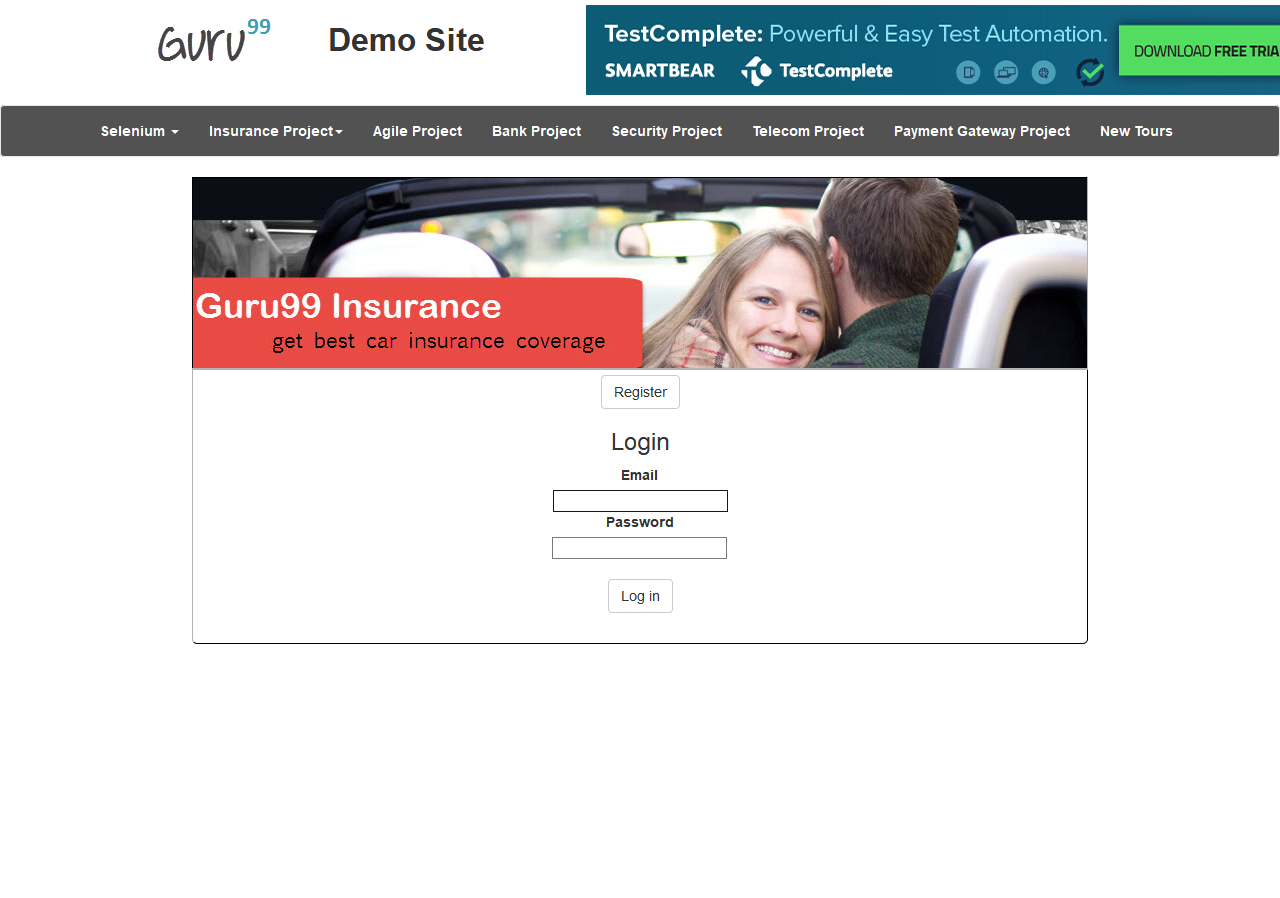 Guru99
Demo Site
TestComplete: Powerful & Easy Test Automation.
SMARTBEAR TestComplete
DOWNLOAD FREE TRIA
Selenium Insurance Project Agile Project Bank Project Security Project Telecom Project Payment Gateway Project New Tours
Guru99 Insurance
get best car insurance coverage
Register
Login
Email
Password
Log in